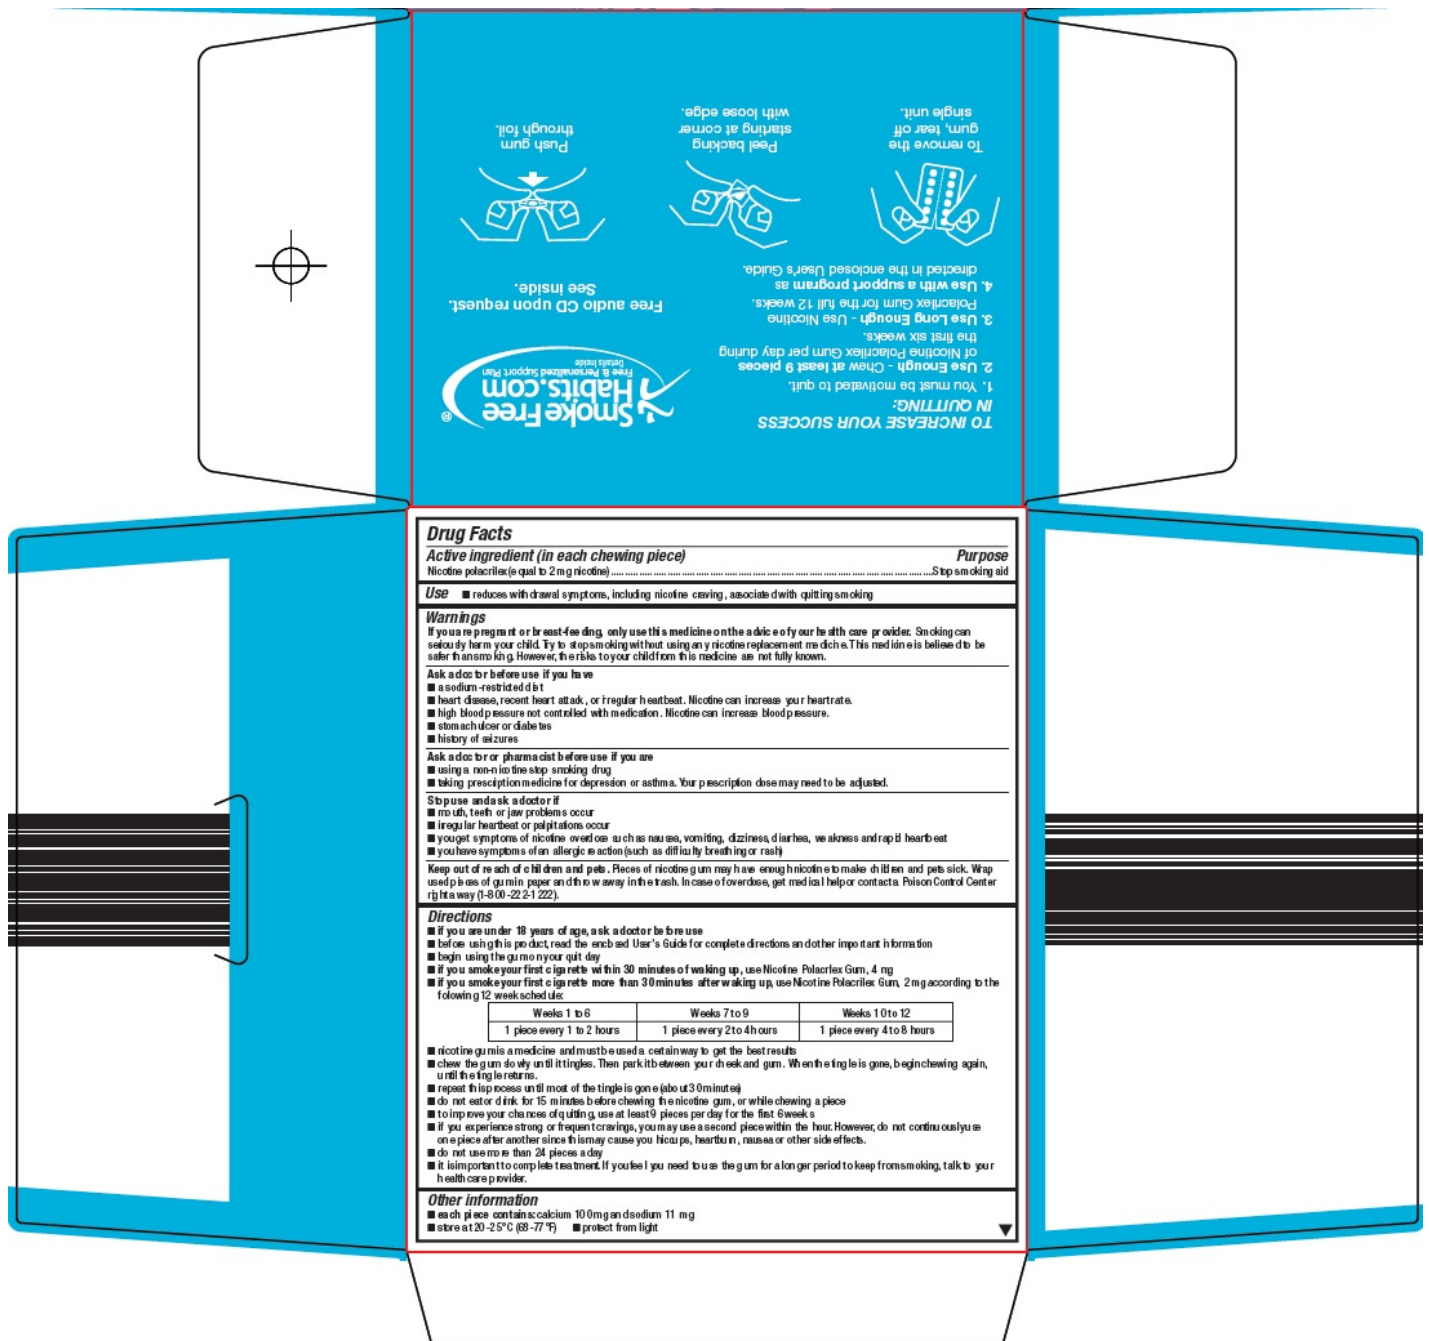 TO INCREASE YOUR SUCCESS
IN QUITTING:
1. You must be motivated to quit.
2. Use Enough - Chew at least 9 pieces
of Nicotine Polacrilex Gum per day during
the first six weeks.
3. Use Long Enough - Use Nicotine
Polacrilex Gum for the full 12 weeks.
4. Use with a support program as
directed in the enclosed User's Guide.
SmokeFree
Habits.com®
Free & Personalized Support Plan
Details Inside
Free audio CD upon request.
See inside.
To remove the
gum, tear off
single unit.
Peel backing
starting at corner
with loose edge.
Push gum
through foil.
Drug Facts
Active ingredient (in each chewing piece) Purpose
Nicotine polacrilex (equal to 2 mg nicotine) ........ Stop smoking aid
Use ■ reduces withdrawal symptoms, including nicotine craving, associated with quitting smoking
Warnings
If you are pregnant or breast-feeding, only use this medicine on the advice of your health care provider. Smoking can
seriously harm your child. Try to stop smoking without using any nicotine replacement medicine. This medicine is believed to be
safer than smoking. However, the risks to your child from this medicine are not fully known.
Ask a doctor before use if you have
■ a sodium-restricted diet
■ heart disease, recent heart attack, or irregular heartbeat. Nicotine can increase your heart rate.
■ high blood pressure not controlled with medication. Nicotine can increase blood pressure.
■ stomach ulcer or diabetes
■ history of seizures
Ask a doctor or pharmacist before use if you are
■ using a non-nicotine stop smoking drug
■ taking prescription medicine for depression or asthma. Your prescription dose may need to be adjusted.
Stop use and ask a doctor if
■ mouth, teeth or jaw problems occur
■ irregular heartbeat or palpitations occur
■ you get symptoms of nicotine overdose such as nausea, vomiting, dizziness, diarrhea, weakness and rapid heartbeat
■ you have symptoms of an allergic reaction (such as difficulty breathing or rash)
Keep out of reach of children and pets. Pieces of nicotine gum may have enough nicotine to make children and pets sick. Wrap
used pieces of gum in paper and throw away in the trash. In case of overdose, get medical help or contact a Poison Control Center
right away (1-800-222-1222).
Directions
■ if you are under 18 years of age, ask a doctor before use
■ before using this product, read the enclosed User's Guide for complete directions and other important information
■ begin using the gum on your quit day
■ if you smoke your first cigarette within 30 minutes of waking up, use Nicotine Polacrilex Gum, 4 mg
■ if you smoke your first cigarette more than 30 minutes after waking up, use Nicotine Polacrilex Gum, 2 mg according to the
following 12 week schedule:
Weeks 1 to 6 Weeks 7 to 9 Weeks 10 to 12
1 piece every 1 to 2 hours 1 piece every 2 to 4 hours 1 piece every 4 to 8 hours
■ nicotine gum is a medicine and must be used a certain way to get the best results
■ chew the gum slowly until it tingles. Then park it between your cheek and gum. When the tingle is gone, begin chewing again,
until the tingle returns.
■ repeat this process until most of the tingle is gone (about 30 minutes)
■ do not eat or drink for 15 minutes before chewing the nicotine gum, or while chewing a piece
■ to improve your chances of quitting, use at least 9 pieces per day for the first 6 weeks
■ if you experience strong or frequent cravings, you may use a second piece within the hour. However, do not continuously use
one piece after another since this may cause you hiccups, heartburn, nausea or other side effects.
■ do not use more than 24 pieces a day
■ it is important to complete treatment. If you feel you need to use the gum for a longer period to keep from smoking, talk to your
health care provider.
Other information
■ each piece contains: calcium 100 mg and sodium 11 mg
■ store at 20-25°C (68-77°F) ■ protect from light